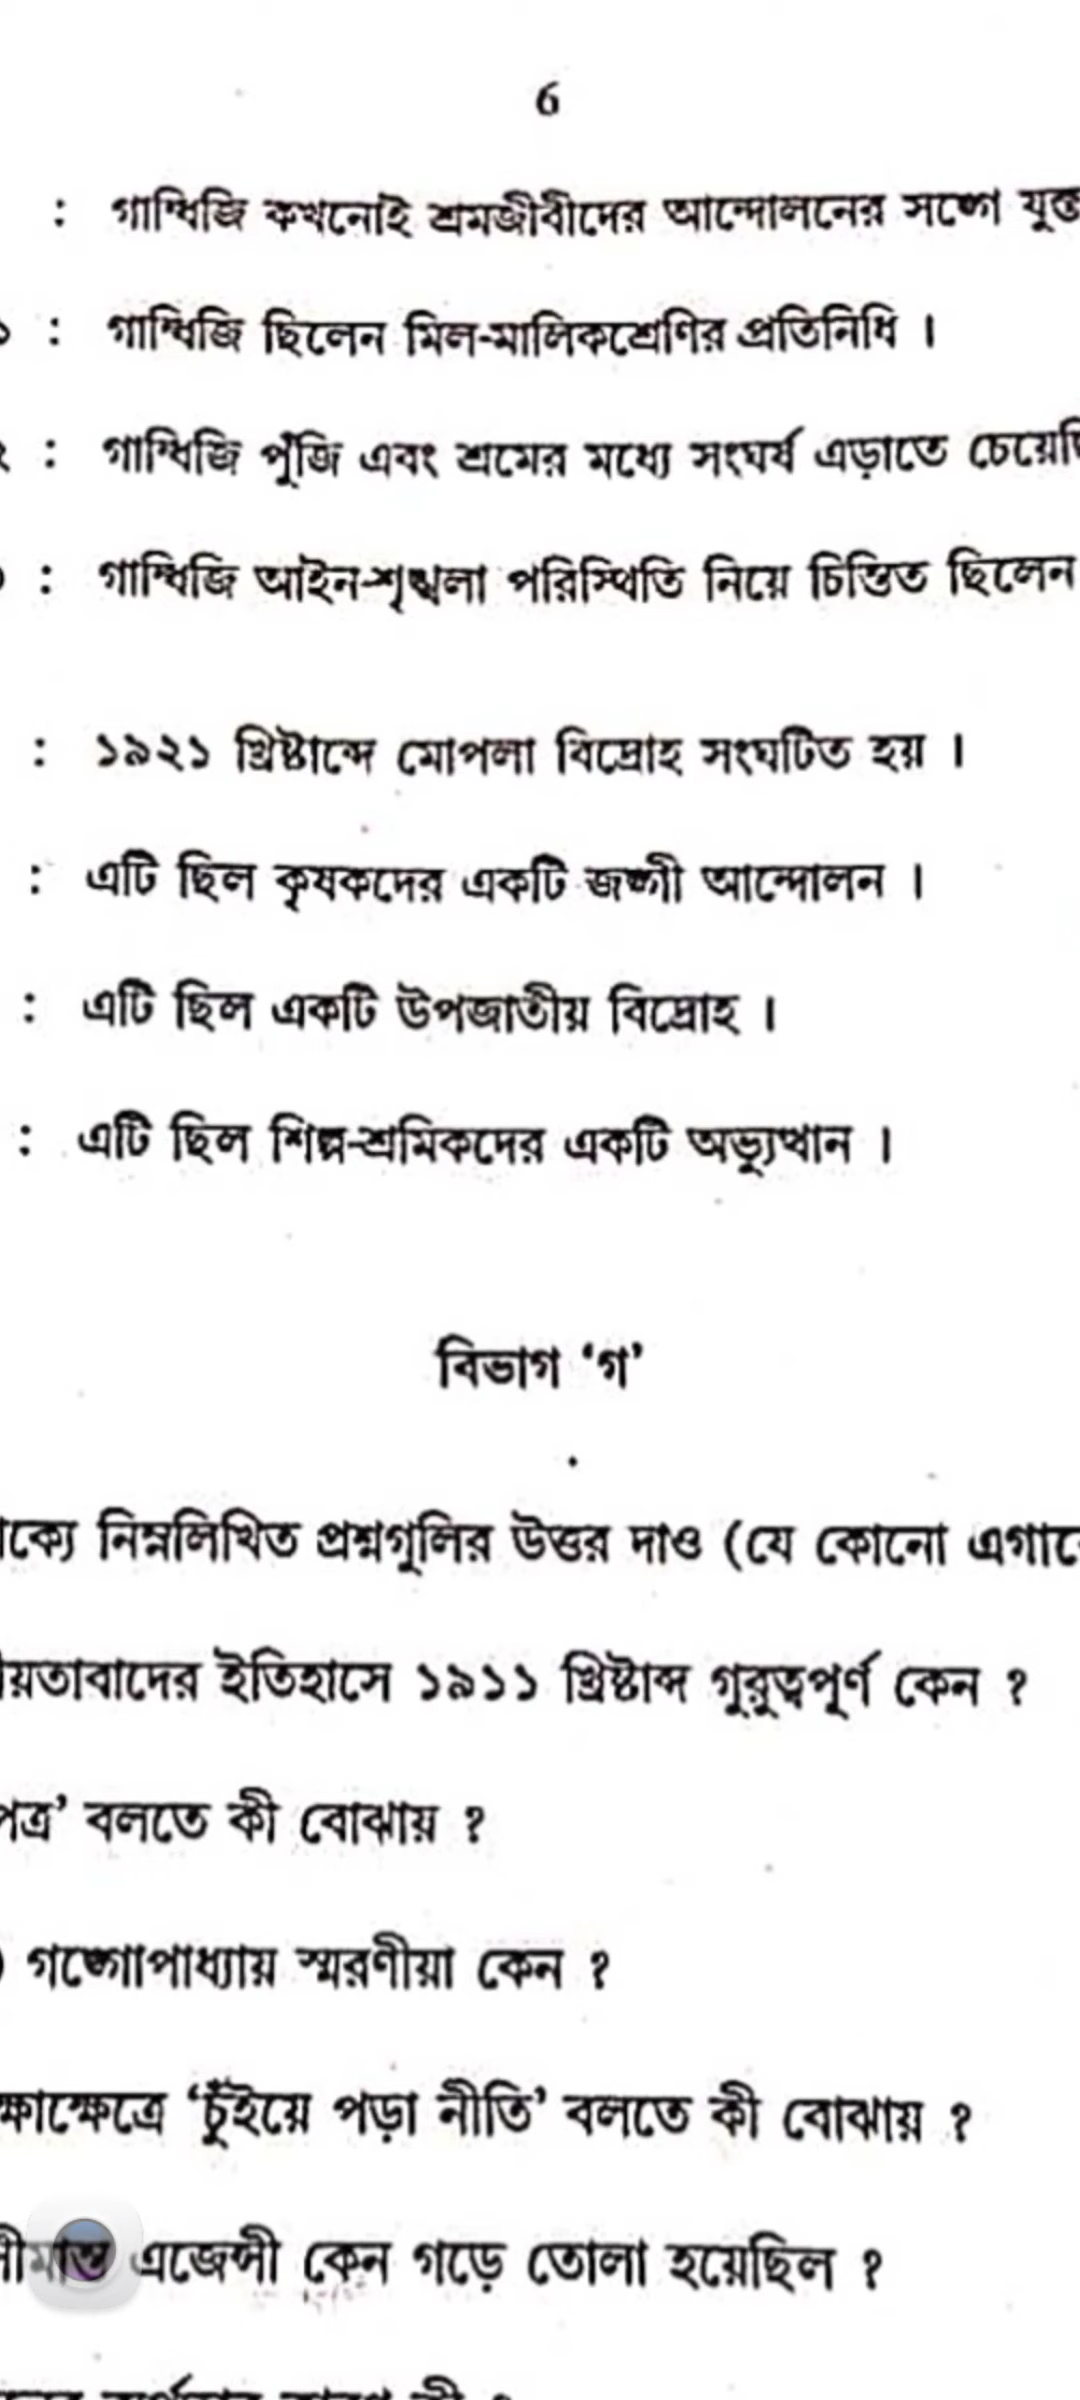 6
: গান্ধিজি কখনোই শ্রমজীবীদের আন্দোলনের সঙ্গে
: গান্ধিজি ছিলেন মিল-মালিকশ্রেণির প্রতিনিধি ।
: গান্ধিজি পুঁজি এবং শ্রমের মধ্যে সংঘর্ষ এড়াতে
: গান্ধিজি আইন-শৃঙ্খলা পরিস্থিতি নিয়ে চিন্তিত ছিলেন
: ১৯২১ খ্রিষ্টাব্দে মোপলা বিদ্রোহ সংঘটিত হয় ।
: এটি ছিল কৃষকদের একটি জঙ্গী আন্দোলন ।
: এটি ছিল একটি উপজাতীয় বিদ্রোহ ।
: এটি ছিল শিল্প-শ্রমিকদের একটি অভ্যুত্থান ।
বিভাগ ‘গ’
নিম্নলিখিত প্রশ্নগুলির উত্তর দাও (যে কোনো
ইতিহাসে ১৯১১ খ্রিষ্টাব্দ গুরুত্বপূর্ণ কেন ?
বলতে কী বোঝায় ?
গঙ্গোপাধ্যায় স্মরণীয়া কেন ?
‘চুঁইয়ে পড়া নীতি’ বলতে কী বোঝায় ?
এজেন্সী কেন গড়ে তোলা হয়েছিল ?